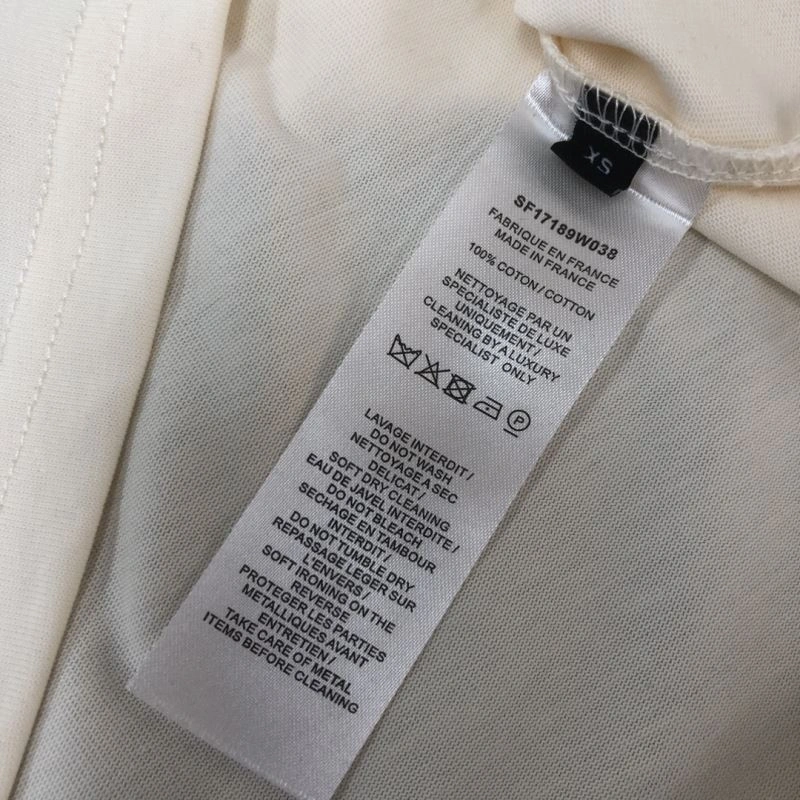 XS
SF17189W038
FABRIQUE EN FRANCE
MADE IN FRANCE
100% COTON / COTTON
NETTOYAGE PAR UN
SPECIALISTE DE LUXE
UNIQUEMENT /
CLEANING BY A LUXURY
SPECIALIST ONLY
P
LAVAGE INTERDIT /
DO NOT WASH
NETTOYAGE A SEC
DELICAT /
SOFT DRY CLEANING
EAU DE JAVEL INTERDITE /
DO NOT BLEACH
SECHAGE EN TAMBOUR
INTERDIT /
DO NOT TUMBLE DRY
REPASSAGE LEGER SUR
L'ENVERS /
SOFT IRONING ON THE
REVERSE
PROTEGER LES PARTIES
METALLIQUES AVANT
ENTRETIEN /
TAKE CARE OF METAL
ITEMS BEFORE CLEANING